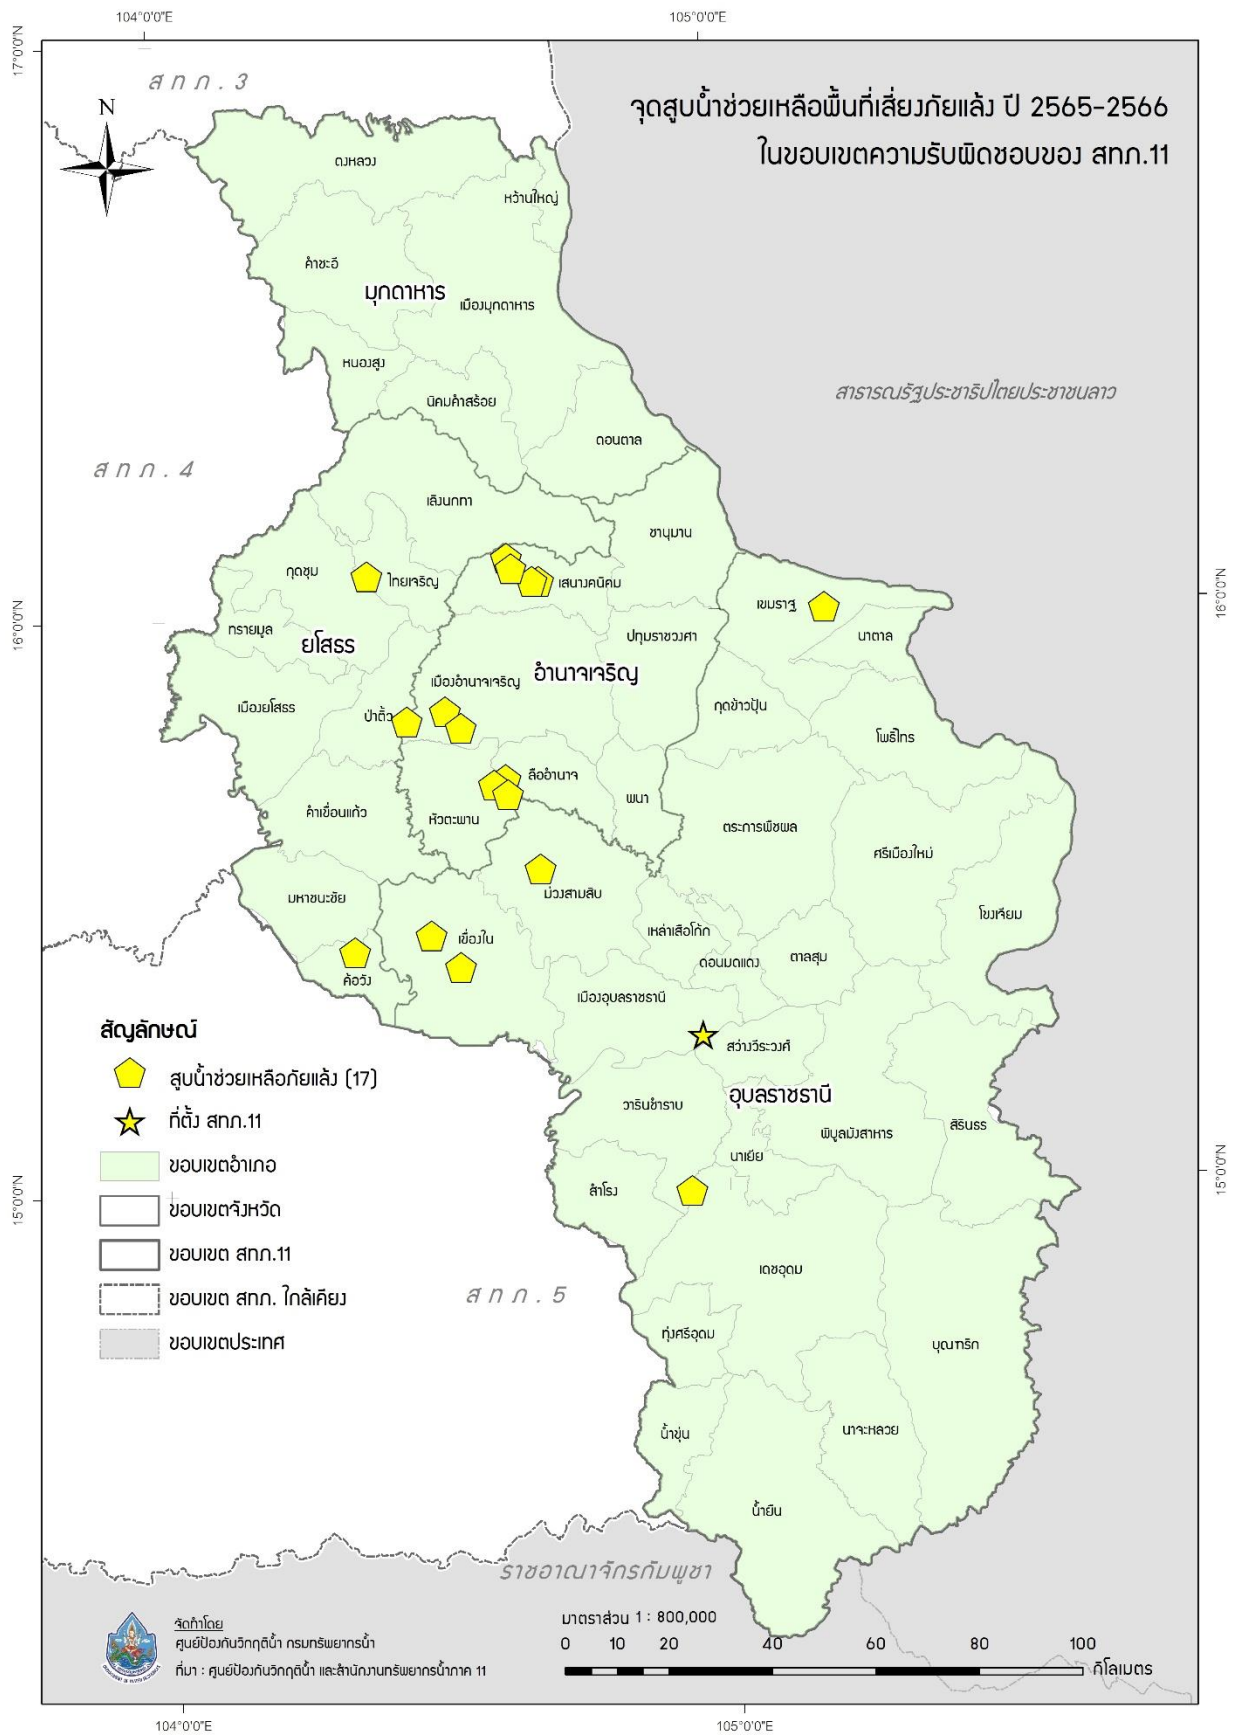 104°0'0"E
105°0'0"E
17°0'0"N
สทภ.3
N
จุดสูบน้ำช่วยเหลือพื้นที่เสี่ยงภัยแล้ง ปี 2565-2566
ในขอบเขตความรับผิดชอบของ สทภ.11
ดงหลวง
หว้านใหญ่
คำชะอี
มุกดาหาร
เมืองมุกดาหาร
หนองสูง
นิคมคำสร้อย
สาธารณรัฐประชาธิปไตยประชาชนลาว
ดอนตาล
สทภ.4
เลิงนกทา
ชานุมาน
กุดชุม
ไทยเจริญ
เสนางคนิคม
เขมราฐ
16°0'0"N
16°0'0"N
ทรายมูล
นาตาล
ยโสธร
ปทุมราชวงศา
อำนาจเจริญ
เมืองอำนาจเจริญ
เมืองยโสธร
ป่าติ้ว
กุดข้าวปุ้น
โพธิ์ไทร
ลืออำนาจ
พนา
คำเขื่อนแก้ว
หัวตะพาน
ตระการพืชผล
ศรีเมืองใหม่
มหาชนะชัย
ม่วงสามสิบ
โขงเจียม
เหล่าเสือโก้ก
เขื่องใน
ดอนมดแดง
ตาลสุม
ค้อวัง
เมืองอุบลราชธานี
สว่างวีระวงศ์
อุบลราชธานี
วารินชำราบ
พิบูลมังสาหาร
สิรินธร
นาเยีย
สำโรง
15°0'0"N
15°0'0"N
สัญลักษณ์
สูบน้ำช่วยเหลือภัยแล้ง (17)
ที่ตั้ง สทภ.11
ขอบเขตอำเภอ
ขอบเขตจังหวัด
ขอบเขต สทภ.11
ขอบเขต สทภ. ใกล้เคียง
ขอบเขตประเทศ
เดชอุดม
สทภ.5
ทุ่งศรีอุดม
บุณฑริก
น้ำขุ่น
นาจะหลวย
น้ำยืน
ราชอาณาจักรกัมพูชา
จัดทำโดย
ศูนย์ป้องกันวิกฤติน้ำ กรมทรัพยากรน้ำ
ที่มา : ศูนย์ป้องกันวิกฤติน้ำ และสำนักงานทรัพยากรน้ำภาค 11
มาตราส่วน 1 : 800,000
0 10 20 40 60 80 100
กิโลเมตร
104°0'0"E
105°0'0"E